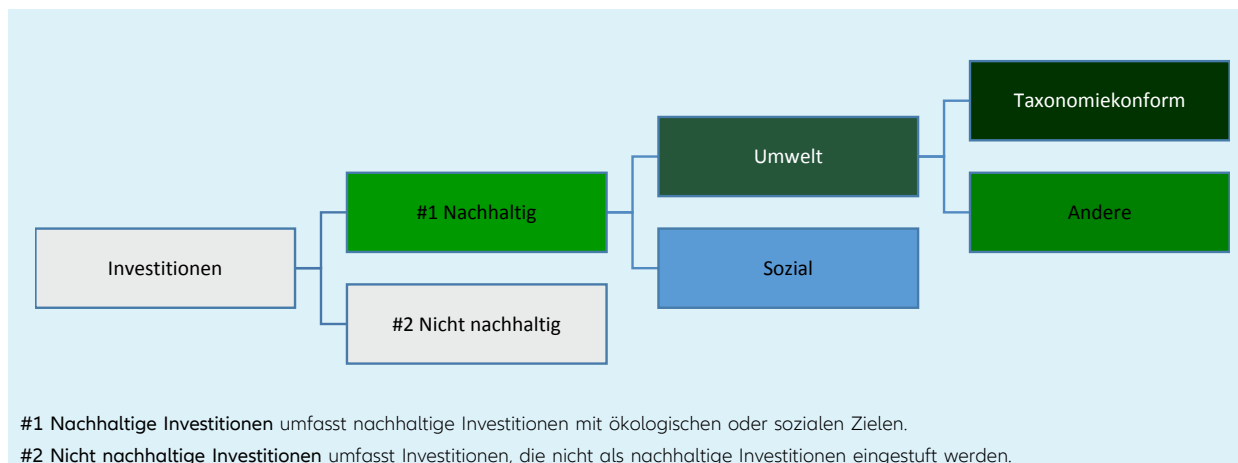 Taxonomiekonform
Umwelt
#1 Nachhaltig
Andere
Investitionen
Sozial
#2 Nicht nachhaltig
#1 Nachhaltige Investitionen umfasst nachhaltige Investitionen mit ökologischen oder sozialen Zielen.
#2 Nicht nachhaltige Investitionen umfasst Investitionen, die nicht als nachhaltige Investitionen eingestuft werden.